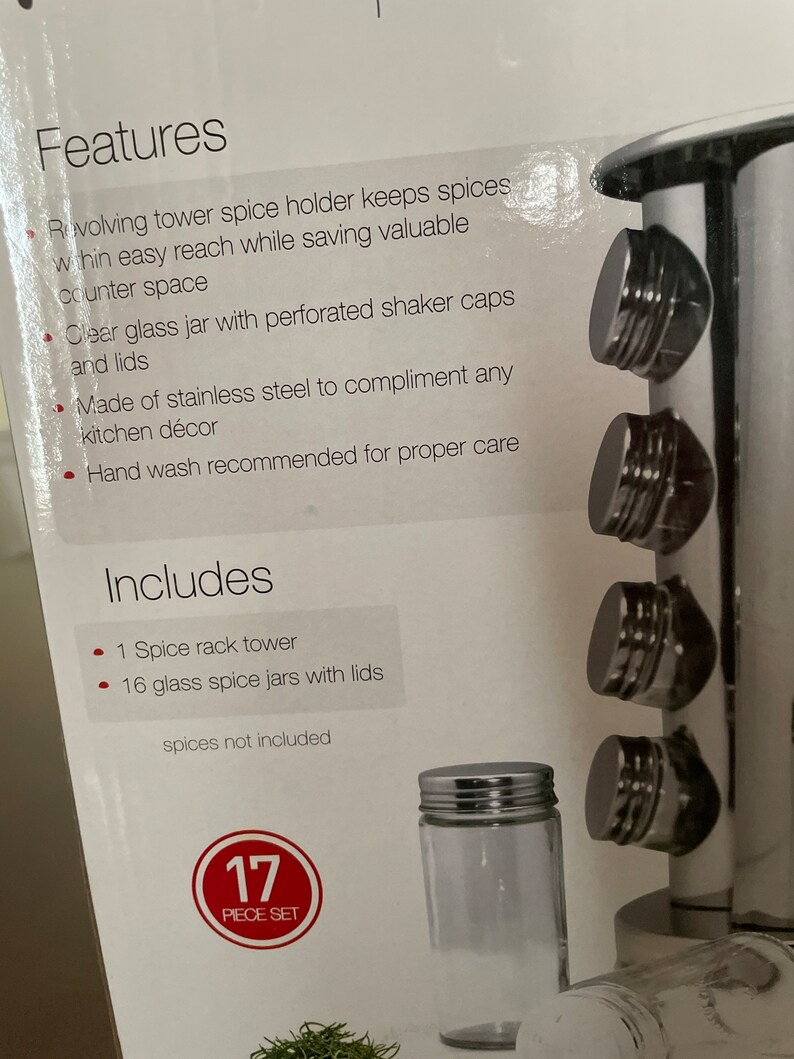 Features
• Revolving tower spice holder keeps spices
within easy reach while saving valuable
counter space
• Clear glass jar with perforated shaker caps
and lids
• Made of stainless steel to compliment any
kitchen décor
• Hand wash recommended for proper care
Includes
• 1 Spice rack tower
• 16 glass spice jars with lids
spices not included
17
PIECE SET